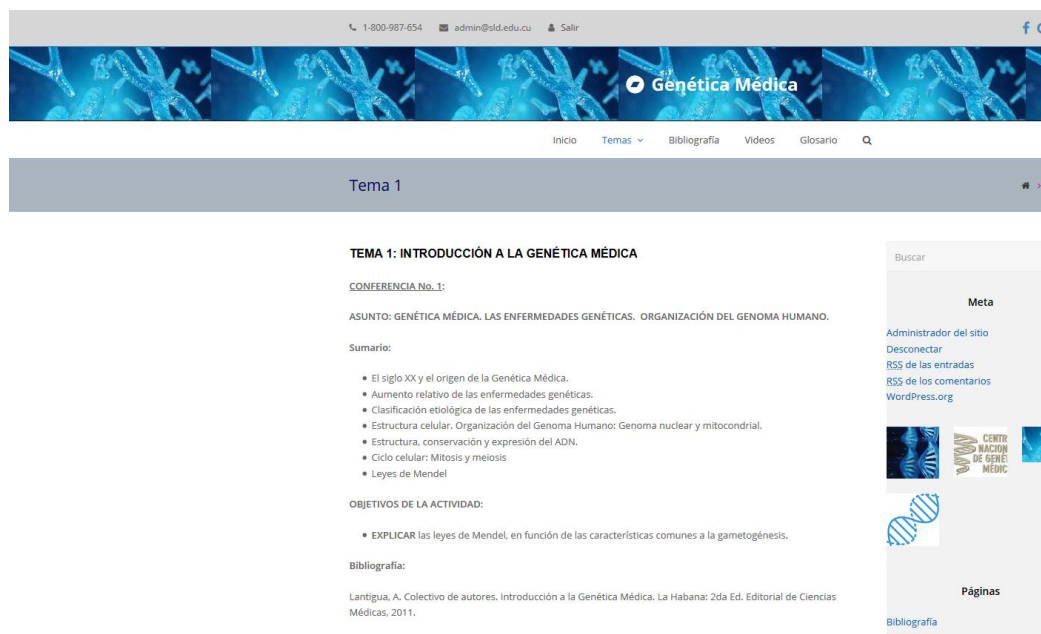 1-800-987-654 admin@sld.edu.cu Salir
Genética Médica
Inicio Temas Bibliografía Videos Glosario
Tema 1
TEMA 1: INTRODUCCIÓN A LA GENÉTICA MÉDICA
CONFERENCIA No. 1:
ASUNTO: GENÉTICA MÉDICA. LAS ENFERMEDADES GENÉTICAS. ORGANIZACIÓN DEL GENOMA HUMANO.
Sumario:
El siglo XX y el origen de la Genética Médica.
Aumento relativo de las enfermedades genéticas.
Clasificación etiológica de las enfermedades genéticas.
Estructura celular. Organización del Genoma Humano: Genoma nuclear y mitocondrial.
Estructura, conservación y expresión del ADN.
Ciclo celular: Mitosis y meiosis
Leyes de Mendel
OBJETIVOS DE LA ACTIVIDAD:
EXPLICAR las leyes de Mendel, en función de las características comunes a la gametogénesis.
Bibliografía:
Lantigua, A. Colectivo de autores. Introducción a la Genética Médica. La Habana: 2da Ed. Editorial de Ciencias
Médicas, 2011.
Buscar
Meta
Administrador del sitio
Desconectar
RSS de las entradas
RSS de los comentarios
WordPress.org
CENTR
NACION
DE GENÉ
MÉDIC
Páginas
Bibliografía